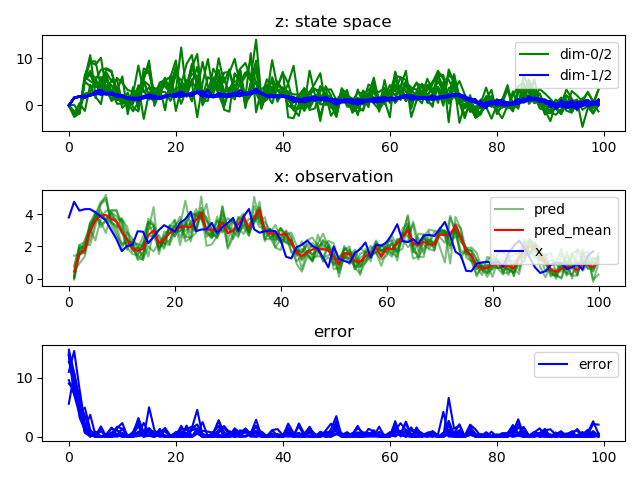 z: state space
10
0
dim-0/2
dim-1/2
0 20 40 60 80 100
x: observation
4
2
0
pred
pred_mean
x
0 20 40 60 80 100
error
10
0
error
0 20 40 60 80 100